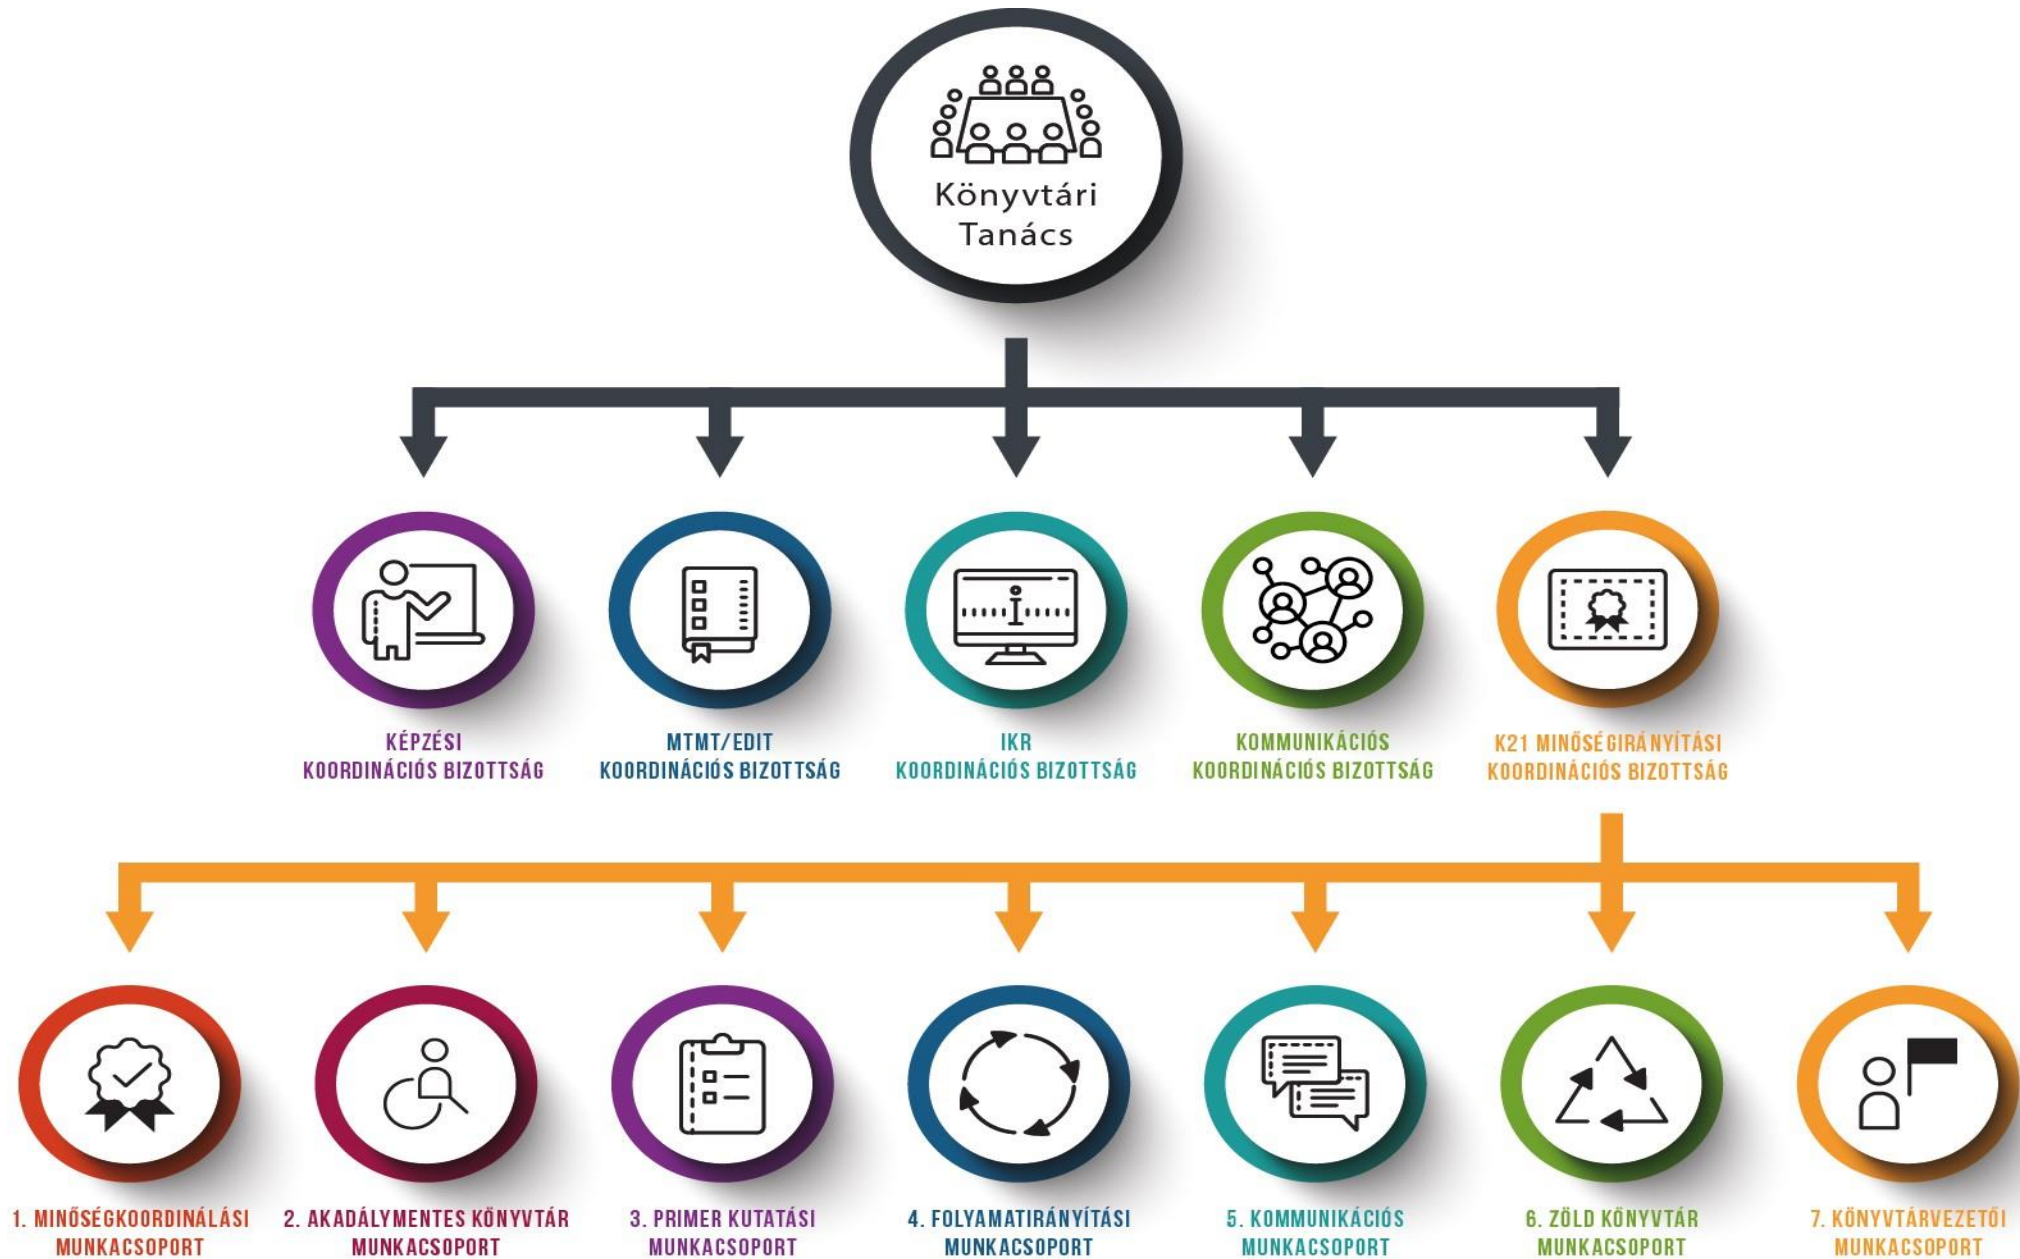 Könyvtári
Tanács
KÉPZÉSI
KOORDINÁCIÓS BIZOTTSÁG
MTMT/EDIT
KOORDINÁCIÓS BIZOTTSÁG
IKR
KOORDINÁCIÓS BIZOTTSÁG
KOMMUNIKÁCIÓS
KOORDINÁCIÓS BIZOTTSÁG
K21 MINŐSÉGIRÁNYÍTÁSI
KOORDINÁCIÓS BIZOTTSÁG
1. MINŐSÉGKOORDINÁLÁSI
MUNKACSOPORT
2. AKADÁLYMENTES KÖNYVTÁR
MUNKACSOPORT
3. PRIMER KUTATÁSI
MUNKACSOPORT
4. FOLYAMATIRÁNYÍTÁSI
MUNKACSOPORT
5. KOMMUNIKÁCIÓS
MUNKACSOPORT
6. ZÖLD KÖNYVTÁR
MUNKACSOPORT
7. KÖNYVTÁRVEZETŐI
MUNKACSOPORT